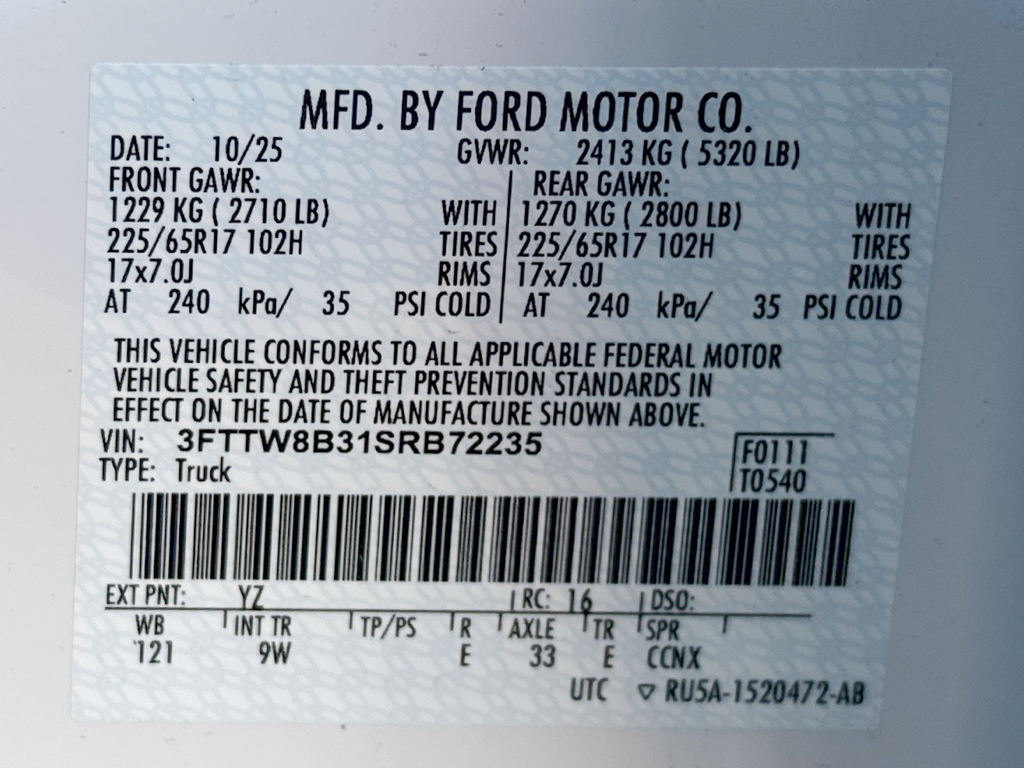 MFD. BY FORD MOTOR CO.
DATE: 10/25 GVWR: 2413 KG ( 5320 LB)
FRONT GAWR: REAR GAWR:
1229 KG ( 2710 LB) WITH 1270 KG ( 2800 LB) WITH
225/65R17 102H TIRES 225/65R17 102H TIRES
17x7.0J RIMS 17x7.0J RIMS
AT 240 kPa/ 35 PSI COLD AT 240 kPa/ 35 PSI COLD
THIS VEHICLE CONFORMS TO ALL APPLICABLE FEDERAL MOTOR
VEHICLE SAFETY AND THEFT PREVENTION STANDARDS IN
EFFECT ON THE DATE OF MANUFACTURE SHOWN ABOVE.
VIN: 3FTTW8B31SRB72235 F0111
TYPE: Truck T0540
EXT PNT: YZ RC: 16 DSO:
WB INT TR TP/PS R AXLE TR SPR
121 9W E 33 E CCNX
UTC ▽ RU5A-1520472-AB